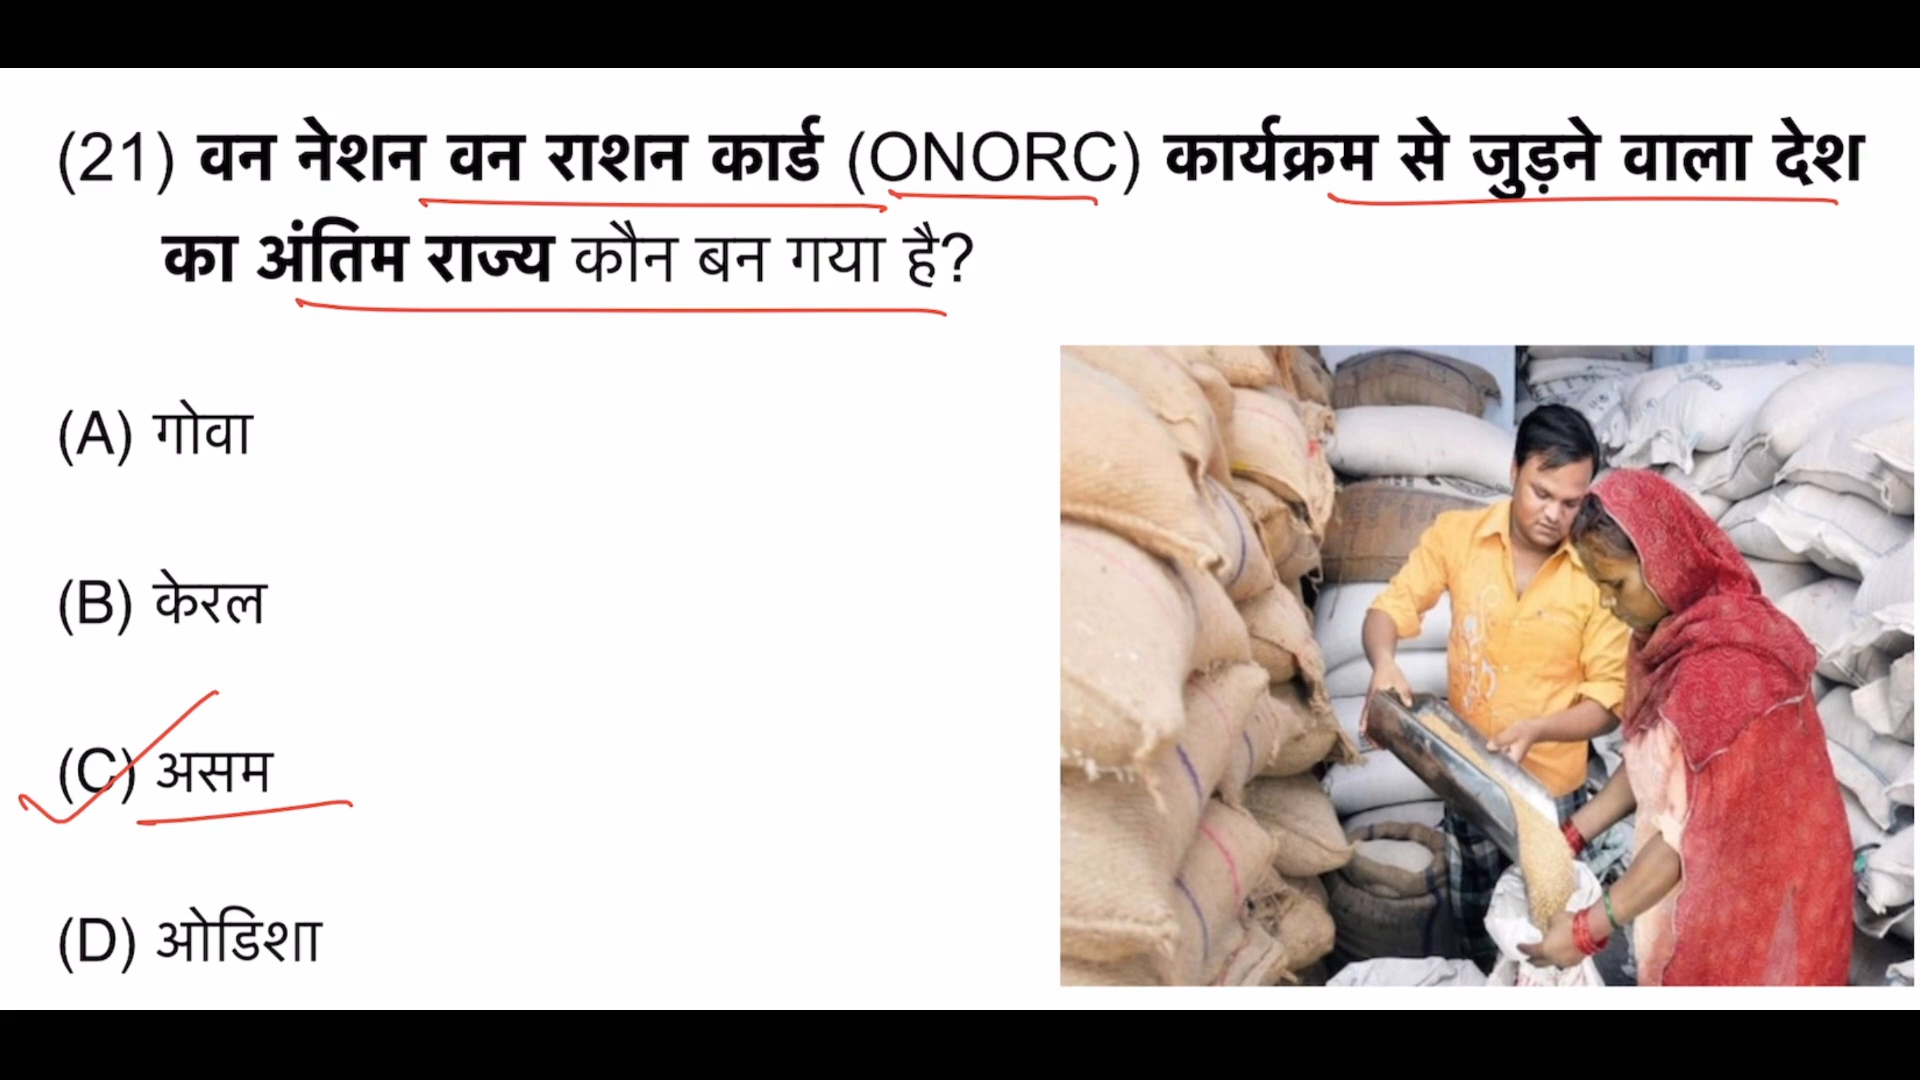 (21) वन नेशन वन राशन कार्ड (ONORC) कार्यक्रम से जुड़ने वाला देश
का अंतिम राज्य कौन बन गया है?
(A) गोवा
(B) केरल
(C) असम
(D) ओडिशा